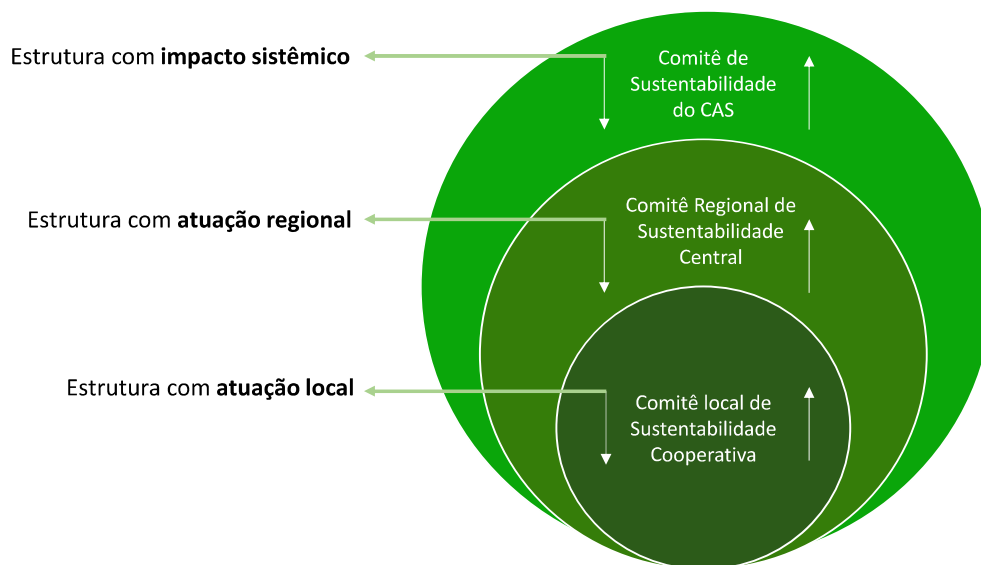 Estrutura com impacto sistêmico
Comitê de
Sustentabilidade
do CAS
Estrutura com atuação regional
Comitê Regional de
Sustentabilidade
Central
Estrutura com atuação local
Comitê local de
Sustentabilidade
Cooperativa